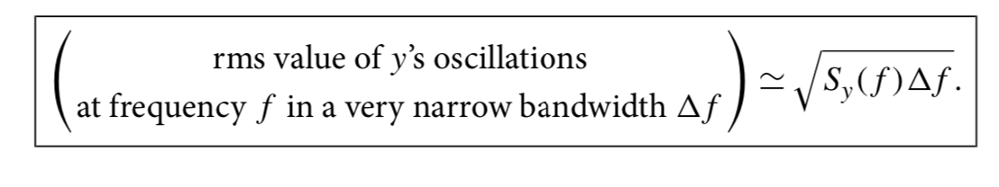 rms value of y's oscillations
at frequency f in a very narrow bandwidth Δf
≃ √S_y(f)Δf.